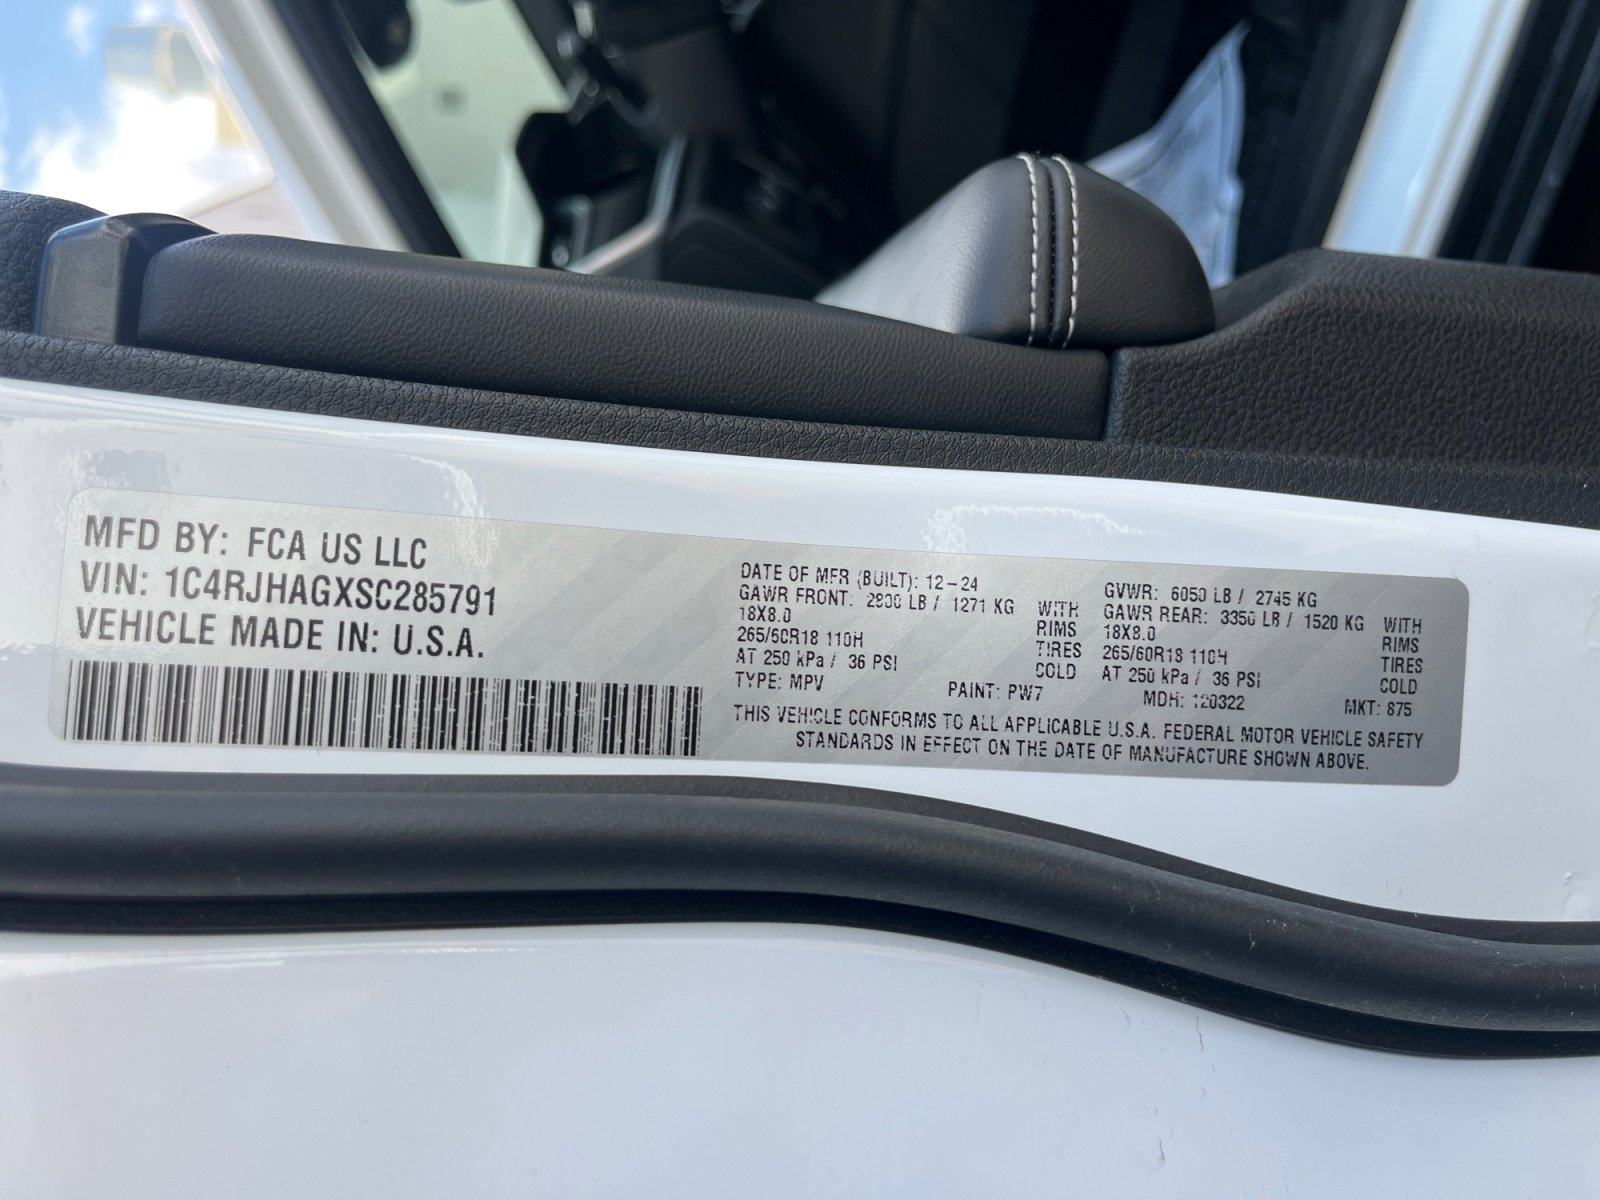 MFD BY: FCA US LLC
VIN: 1C4RJHAGXSC285791
VEHICLE MADE IN: U.S.A.
DATE OF MFR (BUILT): 12-24
GAWR FRONT: 2800 LB / 1271 KG WITH
18X8.0 RIMS
265/60R18 110H TIRES
AT 250 kPa / 36 PSI COLD
TYPE: MPV PAINT: PW7
GVWR: 6050 LB / 2745 KG
GAWR REAR: 3350 LB / 1520 KG WITH
18X8.0 RIMS
265/60R18 110H TIRES
AT 250 kPa / 36 PSI COLD
MDH: 120322 MKT: 875
THIS VEHICLE CONFORMS TO ALL APPLICABLE U.S.A. FEDERAL MOTOR VEHICLE SAFETY
STANDARDS IN EFFECT ON THE DATE OF MANUFACTURE SHOWN ABOVE.